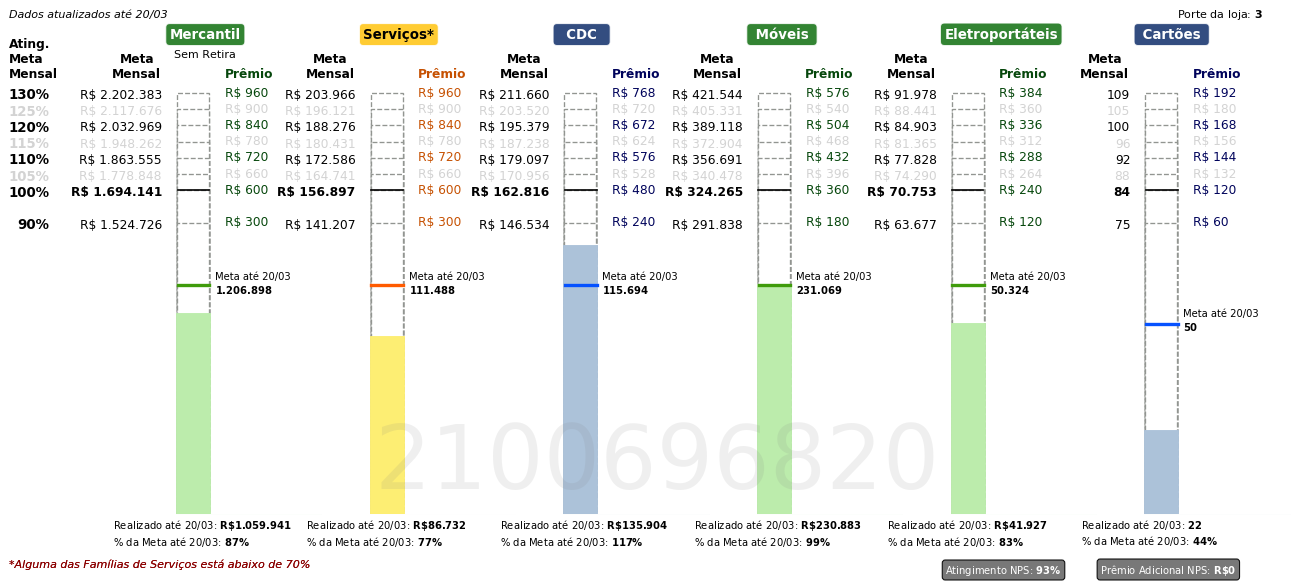 Dados atualizados até 20/03 Porte da loja: 3
Mercantil Serviços* CDC Móveis Eletroportáteis Cartões
Sem Retira
Ating. Meta Mensal Meta Mensal Prêmio Meta Mensal Prêmio Meta Mensal Prêmio Meta Mensal Prêmio Meta Mensal Prêmio Meta Mensal Prêmio
130% R$ 2.202.383 R$ 960 R$ 203.966 R$ 960 R$ 211.660 R$ 768 R$ 421.544 R$ 576 R$ 91.978 R$ 384 109 R$ 192
125% R$ 2.117.676 R$ 900 R$ 196.121 R$ 900 R$ 203.520 R$ 720 R$ 405.331 R$ 540 R$ 88.441 R$ 360 105 R$ 180
120% R$ 2.032.969 R$ 840 R$ 188.276 R$ 840 R$ 195.379 R$ 672 R$ 389.118 R$ 504 R$ 84.903 R$ 336 100 R$ 168
115% R$ 1.948.262 R$ 780 R$ 180.431 R$ 780 R$ 187.238 R$ 624 R$ 372.904 R$ 468 R$ 81.365 R$ 312 96 R$ 156
110% R$ 1.863.555 R$ 720 R$ 172.586 R$ 720 R$ 179.097 R$ 576 R$ 356.691 R$ 432 R$ 77.828 R$ 288 92 R$ 144
105% R$ 1.778.848 R$ 660 R$ 164.741 R$ 660 R$ 170.956 R$ 528 R$ 340.478 R$ 396 R$ 74.290 R$ 264 88 R$ 132
100% R$ 1.694.141 R$ 600 R$ 156.897 R$ 600 R$ 162.816 R$ 480 R$ 324.265 R$ 360 R$ 70.753 R$ 240 84 R$ 120
90% R$ 1.524.726 R$ 300 R$ 141.207 R$ 300 R$ 146.534 R$ 240 R$ 291.838 R$ 180 R$ 63.677 R$ 120 75 R$ 60
Meta até 20/03 Meta até 20/03 Meta até 20/03 Meta até 20/03 Meta até 20/03
1.206.898 111.488 115.694 231.069 50.324
Meta até 20/03
50
2100696820
Realizado até 20/03: R$1.059.941 Realizado até 20/03: R$86.732 Realizado até 20/03: R$135.904 Realizado até 20/03: R$230.883 Realizado até 20/03: R$41.927 Realizado até 20/03: 22
% da Meta até 20/03: 87% % da Meta até 20/03: 77% % da Meta até 20/03: 117% % da Meta até 20/03: 99% % da Meta até 20/03: 83% % da Meta até 20/03: 44%
*Alguma das Famílias de Serviços está abaixo de 70% Atingimento NPS: 93% Prêmio Adicional NPS: R$0